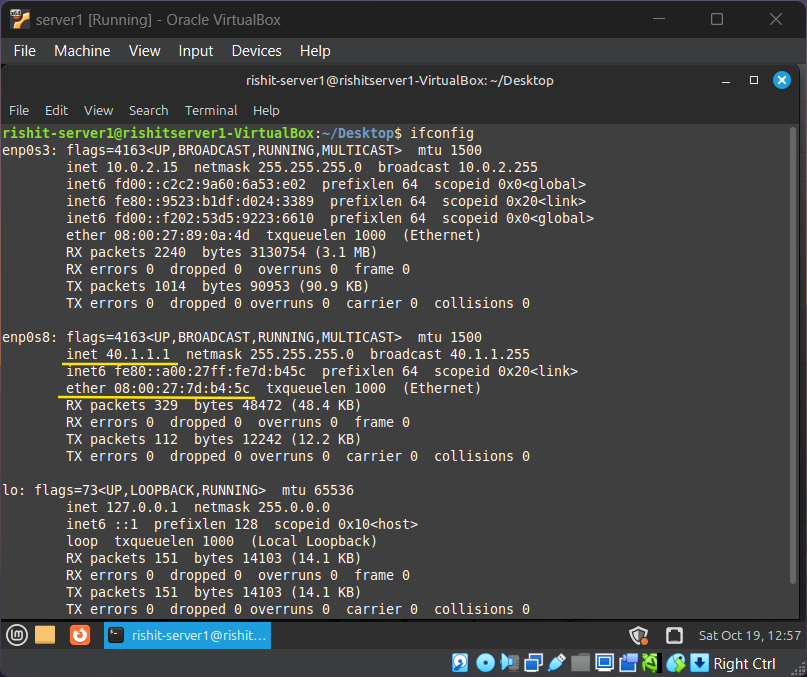 server1 [Running] - Oracle VirtualBox
File Machine View Input Devices Help
rishit-server1@rishitserver1-VirtualBox: ~/Desktop
File Edit View Search Terminal Help
rishit-server1@rishitserver1-VirtualBox:~/Desktop$ ifconfig
enp0s3: flags=4163<UP,BROADCAST,RUNNING,MULTICAST>  mtu 1500
        inet 10.0.2.15  netmask 255.255.255.0  broadcast 10.0.2.255
        inet6 fd00::c2c2:9a60:6a53:e02  prefixlen 64  scopeid 0x0<global>
        inet6 fe80::9523:b1df:d024:3389  prefixlen 64  scopeid 0x20<link>
        inet6 fd00::f202:53d5:9223:6610  prefixlen 64  scopeid 0x0<global>
        ether 08:00:27:89:0a:4d  txqueuelen 1000  (Ethernet)
        RX packets 2240  bytes 3130754 (3.1 MB)
        RX errors 0  dropped 0  overruns 0  frame 0
        TX packets 1014  bytes 90953 (90.9 KB)
        TX errors 0  dropped 0 overruns 0  carrier 0  collisions 0
enp0s8: flags=4163<UP,BROADCAST,RUNNING,MULTICAST>  mtu 1500
        inet 40.1.1.1  netmask 255.255.255.0  broadcast 40.1.1.255
        inet6 fe80::a00:27ff:fe7d:b45c  prefixlen 64  scopeid 0x20<link>
        ether 08:00:27:7d:b4:5c  txqueuelen 1000  (Ethernet)
        RX packets 329  bytes 48472 (48.4 KB)
        RX errors 0  dropped 0  overruns 0  frame 0
        TX packets 112  bytes 12242 (12.2 KB)
        TX errors 0  dropped 0 overruns 0  carrier 0  collisions 0
lo: flags=73<UP,LOOPBACK,RUNNING>  mtu 65536
        inet 127.0.0.1  netmask 255.0.0.0
        inet6 ::1  prefixlen 128  scopeid 0x10<host>
        loop  txqueuelen 1000  (Local Loopback)
        RX packets 151  bytes 14103 (14.1 KB)
        RX errors 0  dropped 0  overruns 0  frame 0
        TX packets 151  bytes 14103 (14.1 KB)
        TX errors 0  dropped 0 overruns 0  carrier 0  collisions 0
rishit-server1@rishit... Sat Oct 19, 12:57
Right Ctrl